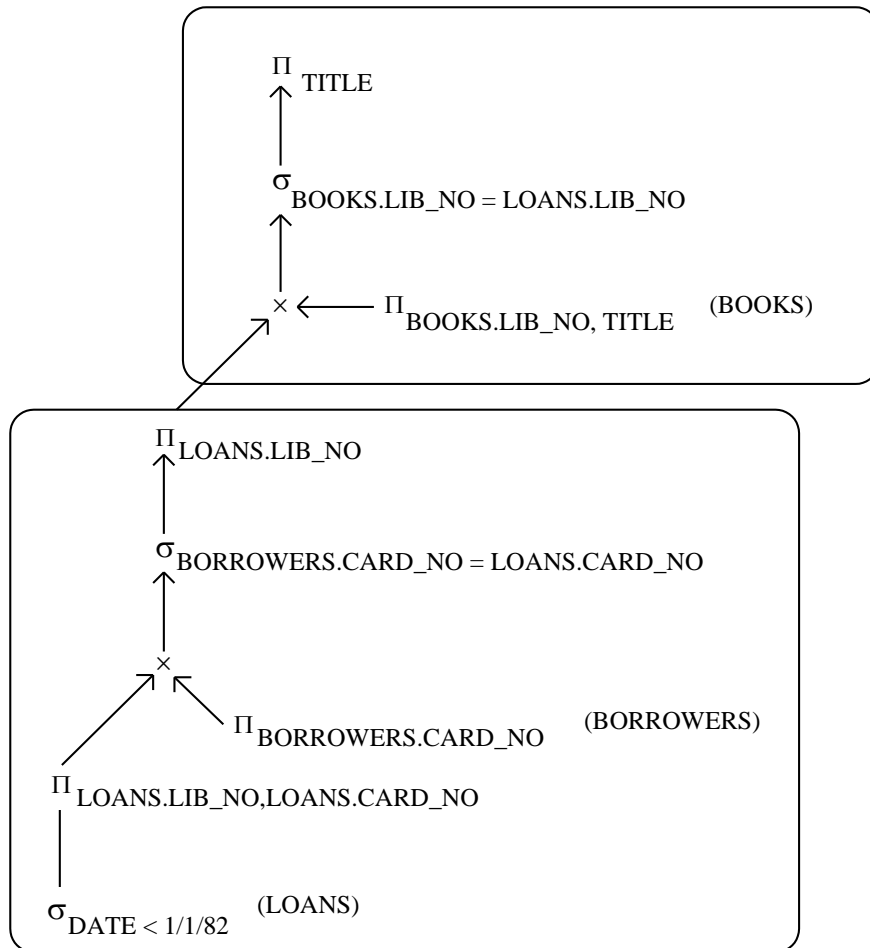 Π TITLE
σ BOOKS.LIB_NO = LOANS.LIB_NO
× Π BOOKS.LIB_NO, TITLE (BOOKS)
Π LOANS.LIB_NO
σ BORROWERS.CARD_NO = LOANS.CARD_NO
×
Π BORROWERS.CARD_NO (BORROWERS)
Π LOANS.LIB_NO,LOANS.CARD_NO
σ DATE < 1/1/82 (LOANS)